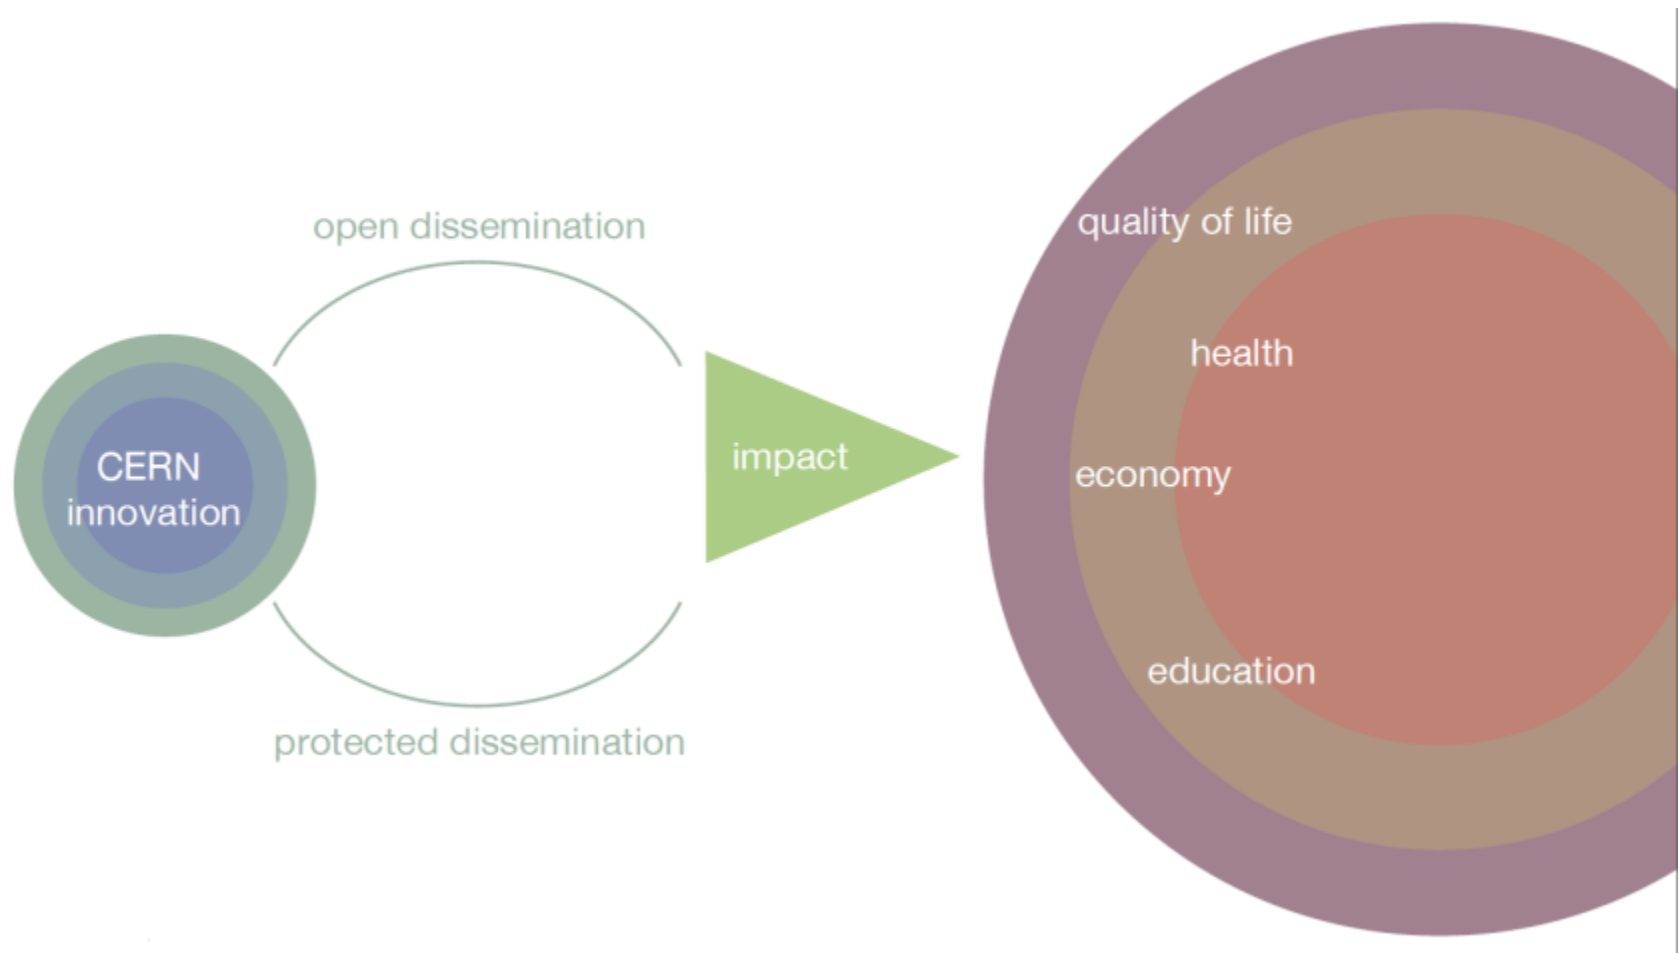 open dissemination
CERN
innovation
protected dissemination
impact
quality of life
health
economy
education